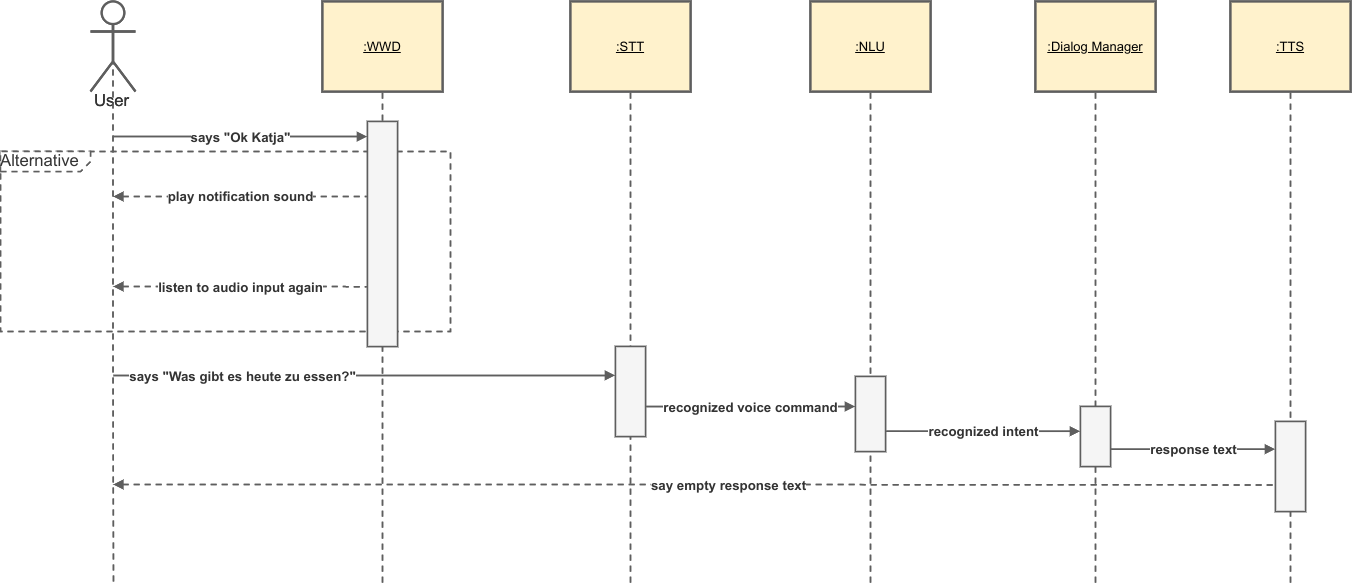 User
:WWD
:STT
:NLU
:Dialog Manager
:TTS
says "Ok Katja"
Alternative
play notification sound
listen to audio input again
says "Was gibt es heute zu essen?"
recognized voice command
recognized intent
response text
say empty response text